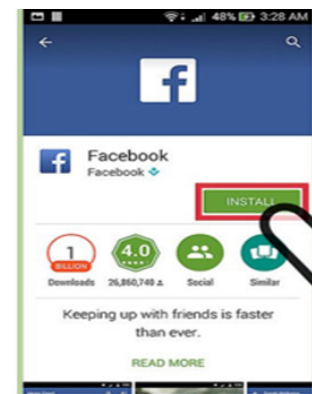 48% 3:28 AM
f
f Facebook
Facebook
INSTALL
1
BILLION
4.0
Downloads 26,860,740 Social Similar
Keeping up with friends is faster
than ever.
READ MORE